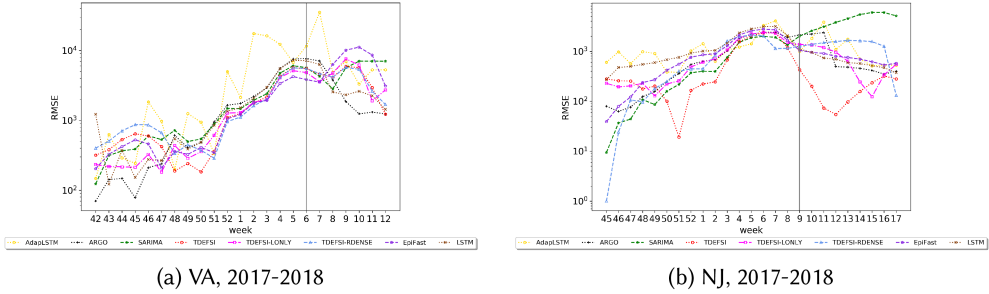 10^4
10^3
10^2
RMSE
42 43 44 45 46 47 48 49 50 51 52 1 2 3 4 5 6 7 8 9 10 11 12
week
AdapLSTM ARGO SARIMA TDEFSI TDEFSI-LONLY TDEFSI-RDENSE EpiFast LSTM
(a) VA, 2017-2018
10^3
10^2
10^1
10^0
RMSE
45 46 47 48 49 50 51 52 1 2 3 4 5 6 7 8 9 10 11 12 13 14 15 16 17
week
AdapLSTM ARGO SARIMA TDEFSI TDEFSI-LONLY TDEFSI-RDENSE EpiFast LSTM
(b) NJ, 2017-2018